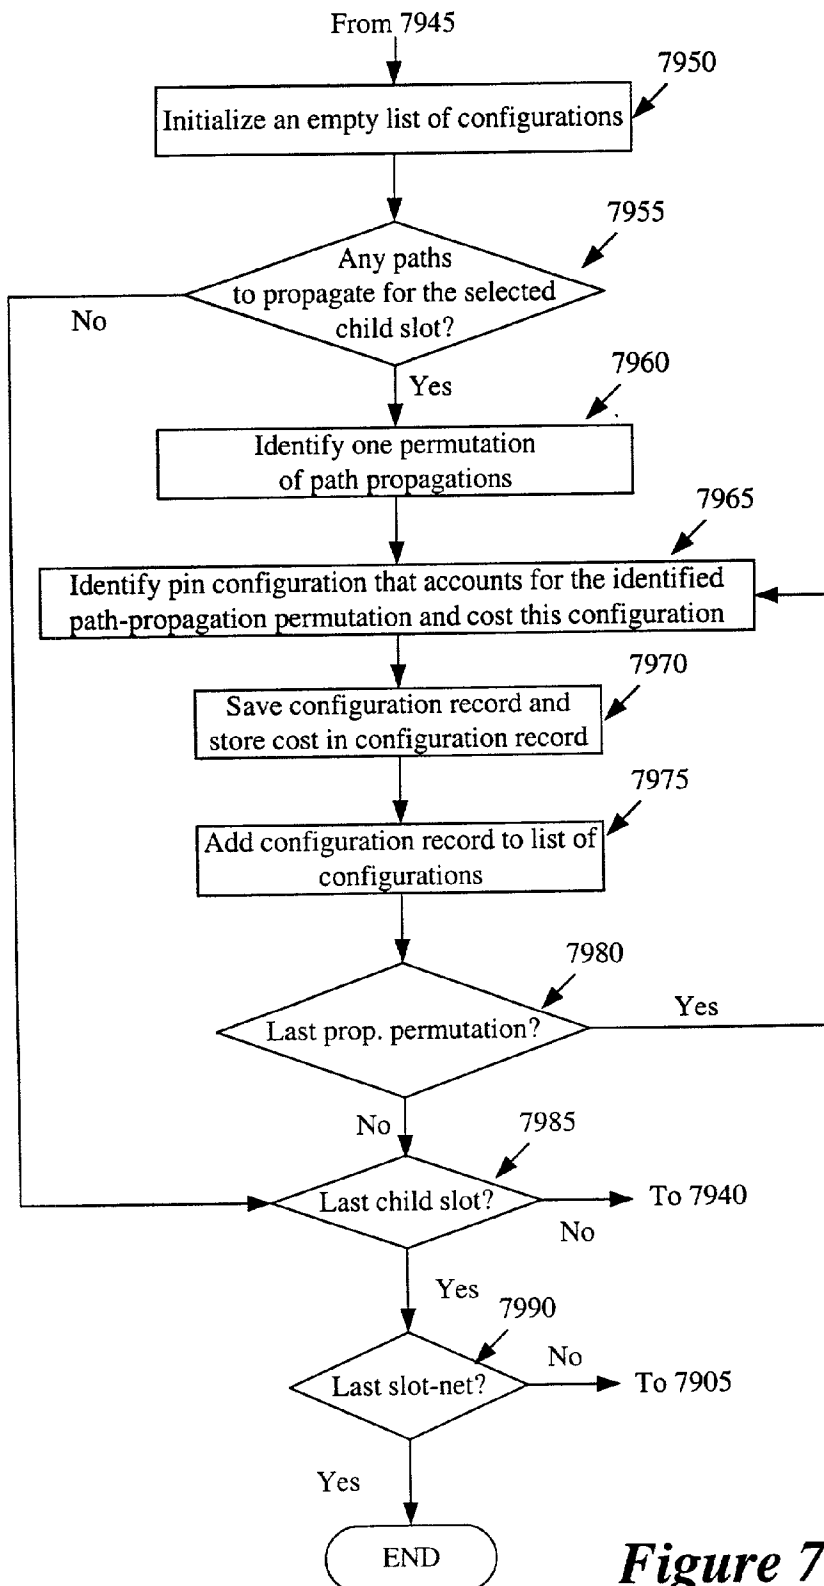 From 7945
7950
Initialize an empty list of configurations
7955
Any paths
to propagate for the selected
child slot?
No
Yes
7960
Identify one permutation
of path propagations
7965
Identify pin configuration that accounts for the identified
path-propagation permutation and cost this configuration
7970
Save configuration record and
store cost in configuration record
7975
Add configuration record to list of
configurations
7980
Last prop. permutation?
Yes
No
7985
Last child slot?
To 7940
No
Yes
7990
Last slot-net?
No
To 7905
Yes
END
Figure 7